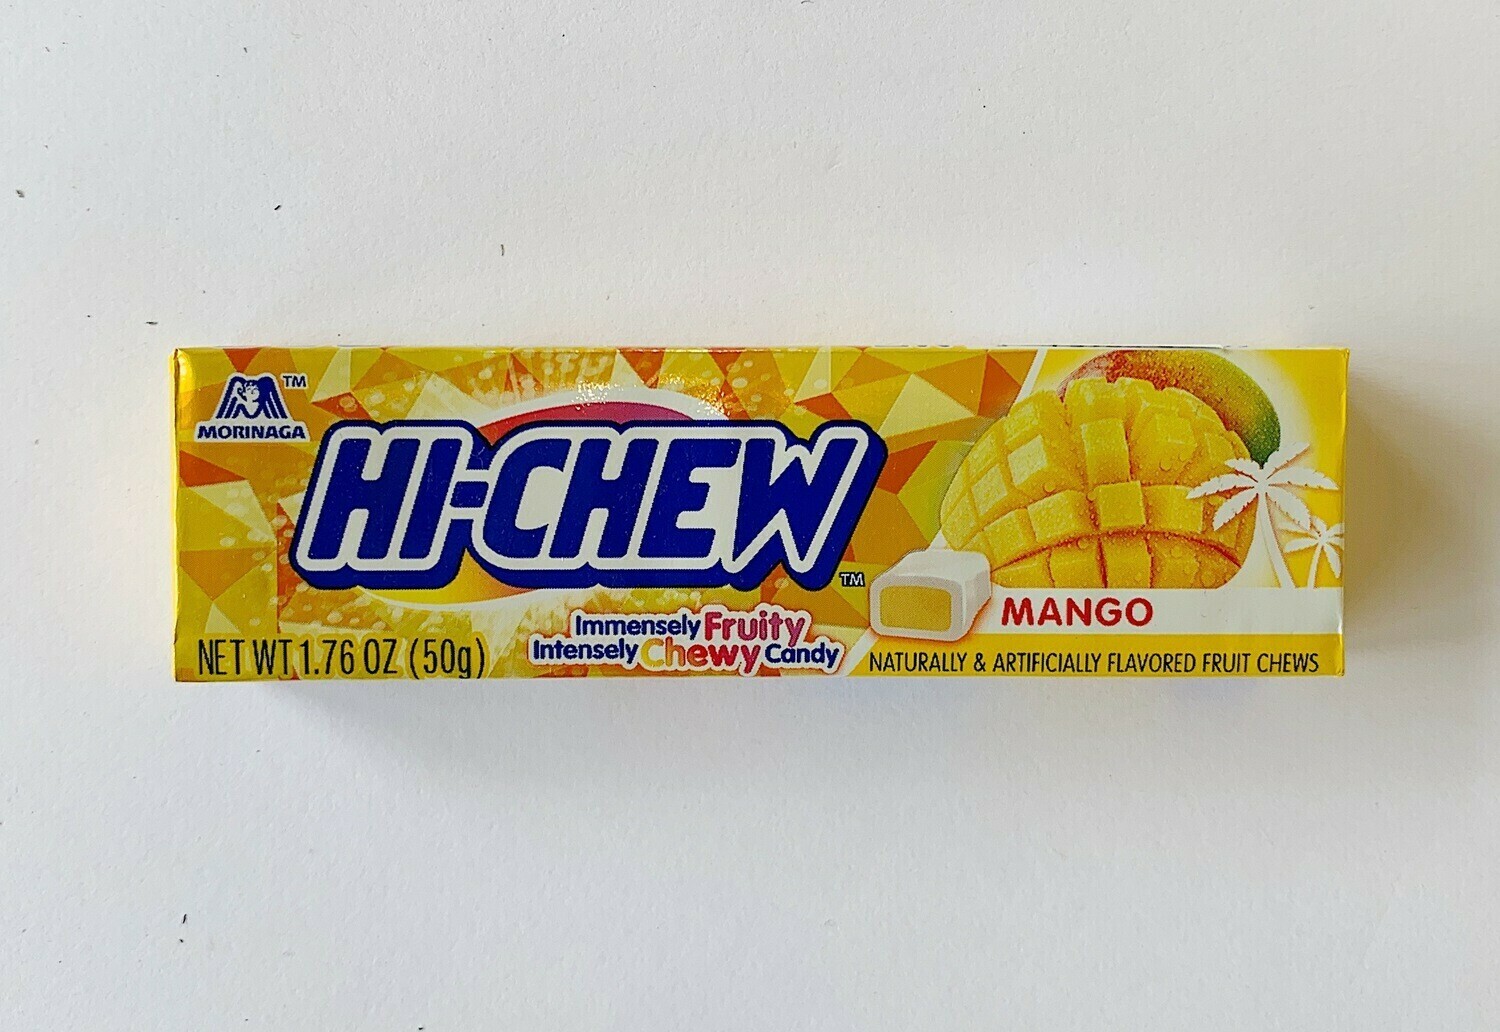 MORINAGA TM
HI-CHEW TM
Immensely Fruity
Intensely Chewy Candy
NET WT 1.76 OZ (50g)
MANGO
NATURALLY & ARTIFICIALLY FLAVORED FRUIT CHEWS